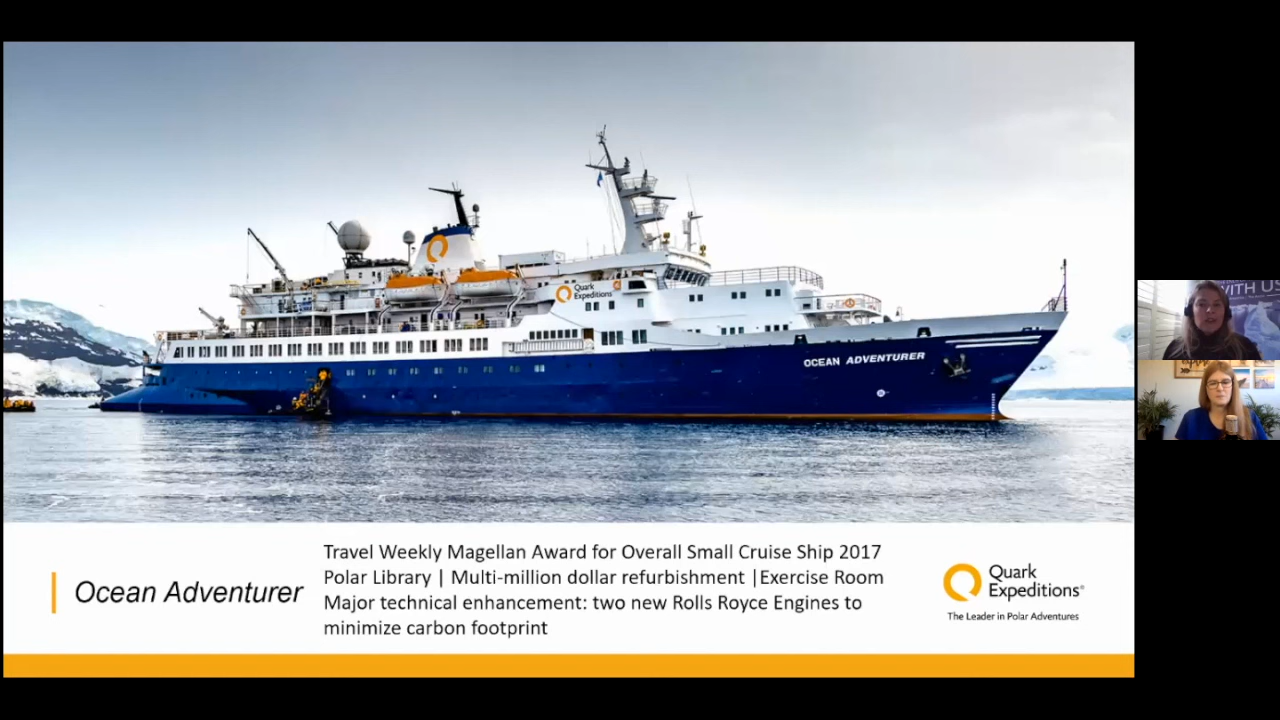 Quark
Expeditions
OCEAN ADVENTURER
WITH US
Ocean Adventurer
Travel Weekly Magellan Award for Overall Small Cruise Ship 2017
Polar Library | Multi-million dollar refurbishment |Exercise Room
Major technical enhancement: two new Rolls Royce Engines to
minimize carbon footprint
Quark
Expeditions®
The Leader in Polar Adventures